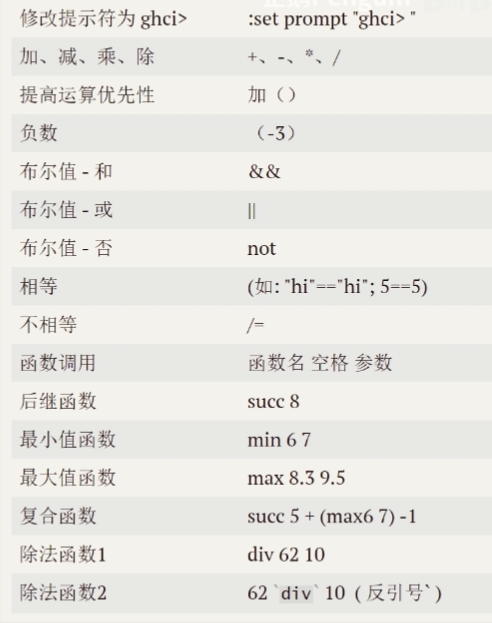 修改提示符为 ghci> :set prompt "ghci> "
加、减、乘、除 +、-、*、/
提高运算优先性 加（）
负数 （-3）
布尔值 - 和 &&
布尔值 - 或 ||
布尔值 - 否 not
相等 (如: "hi"=="hi"; 5==5)
不相等 /=
函数调用 函数名 空格 参数
后继函数 succ 8
最小值函数 min 6 7
最大值函数 max 8.3 9.5
复合函数 succ 5 + (max6 7) -1
除法函数1 div 62 10
除法函数2 62 `div` 10（反引号`）